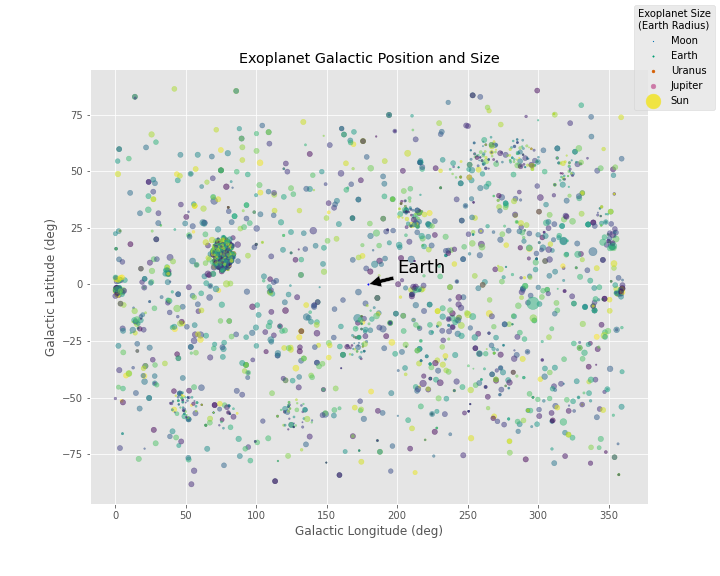 Exoplanet Size
(Earth Radius)
Moon
Earth
Uranus
Jupiter
Sun
Exoplanet Galactic Position and Size
75
50
25
0
−25
−50
−75
Galactic Latitude (deg)
Earth
0 50 100 150 200 250 300 350
Galactic Longitude (deg)